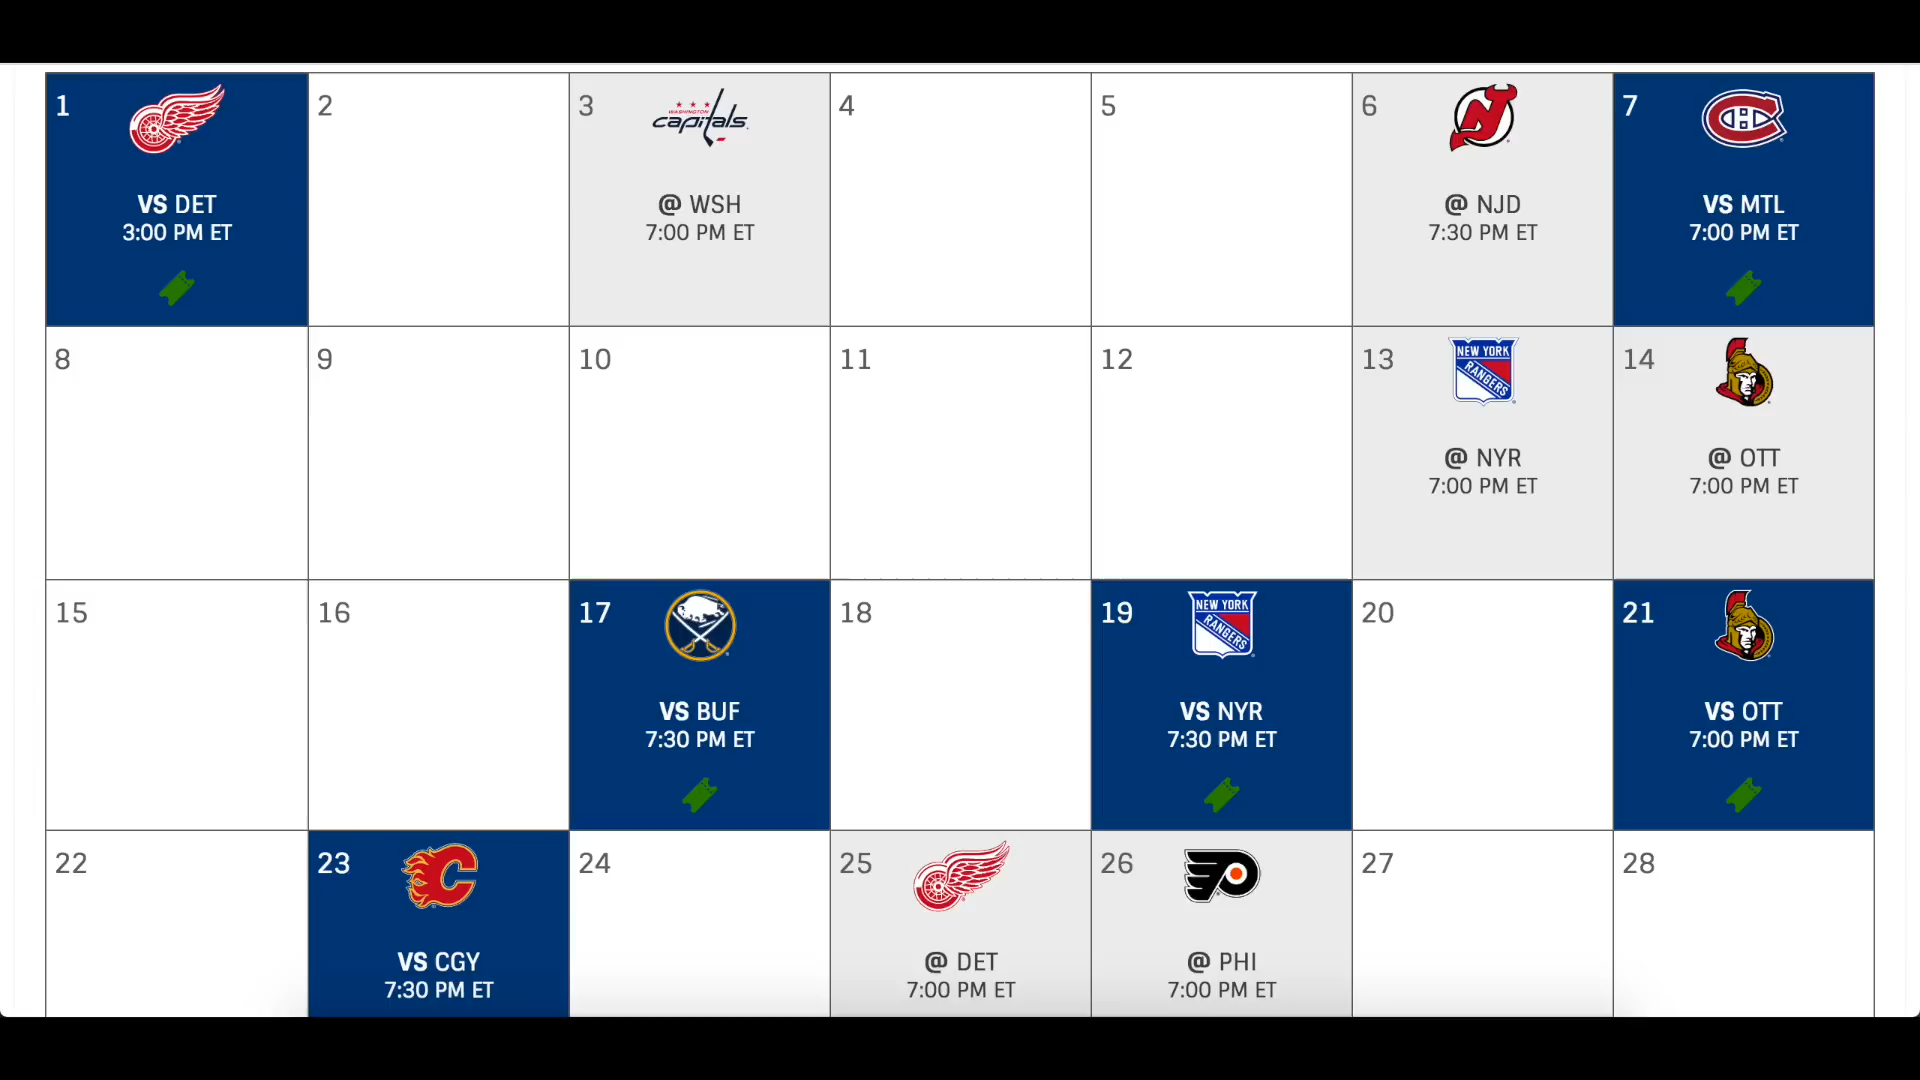 1
VS DET
3:00 PM ET
2
3
WASHINGTON
capitals
@ WSH
7:00 PM ET
4
5
6
@ NJD
7:30 PM ET
7
VS MTL
7:00 PM ET
8
9
10
11
12
13
NEW YORK
RANGERS
@ NYR
7:00 PM ET
14
@ OTT
7:00 PM ET
15
16
17
VS BUF
7:30 PM ET
18
19
NEW YORK
RANGERS
VS NYR
7:30 PM ET
20
21
VS OTT
7:00 PM ET
22
23
VS CGY
7:30 PM ET
24
25
@ DET
7:00 PM ET
26
@ PHI
7:00 PM ET
27
28